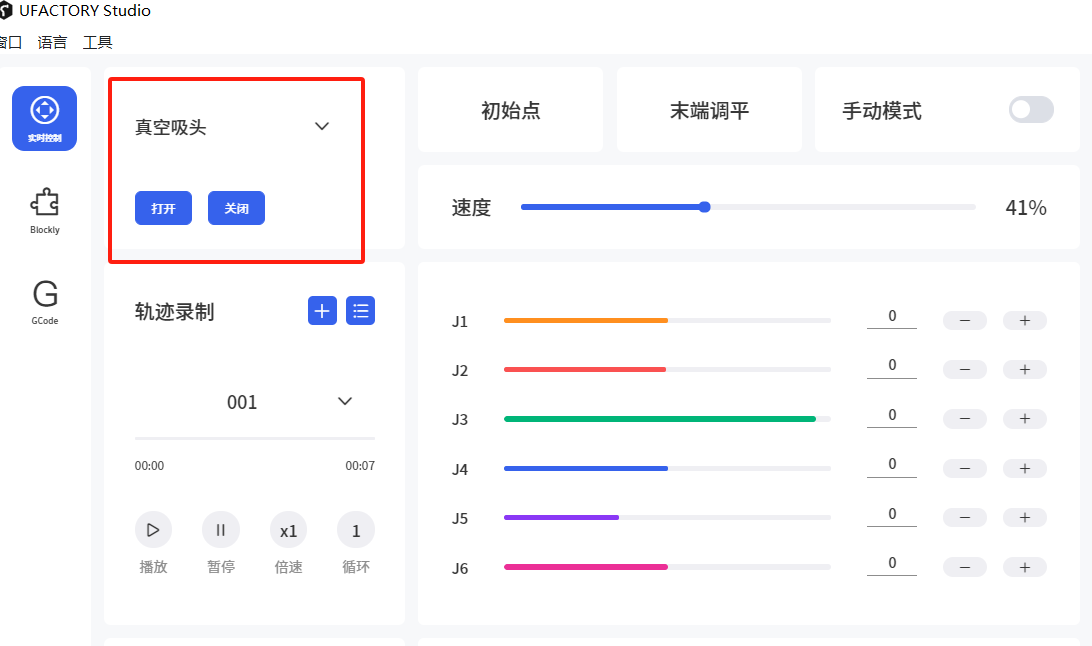 UFACTORY Studio
窗口 语言 工具
实时控制
Blockly
GCode
真空吸头
打开 关闭
初始点
末端调平
手动模式
速度 41%
轨迹录制
001
00:00 00:07
x1 1
播放 暂停 倍速 循环
J1 0
J2 0
J3 0
J4 0
J5 0
J6 0